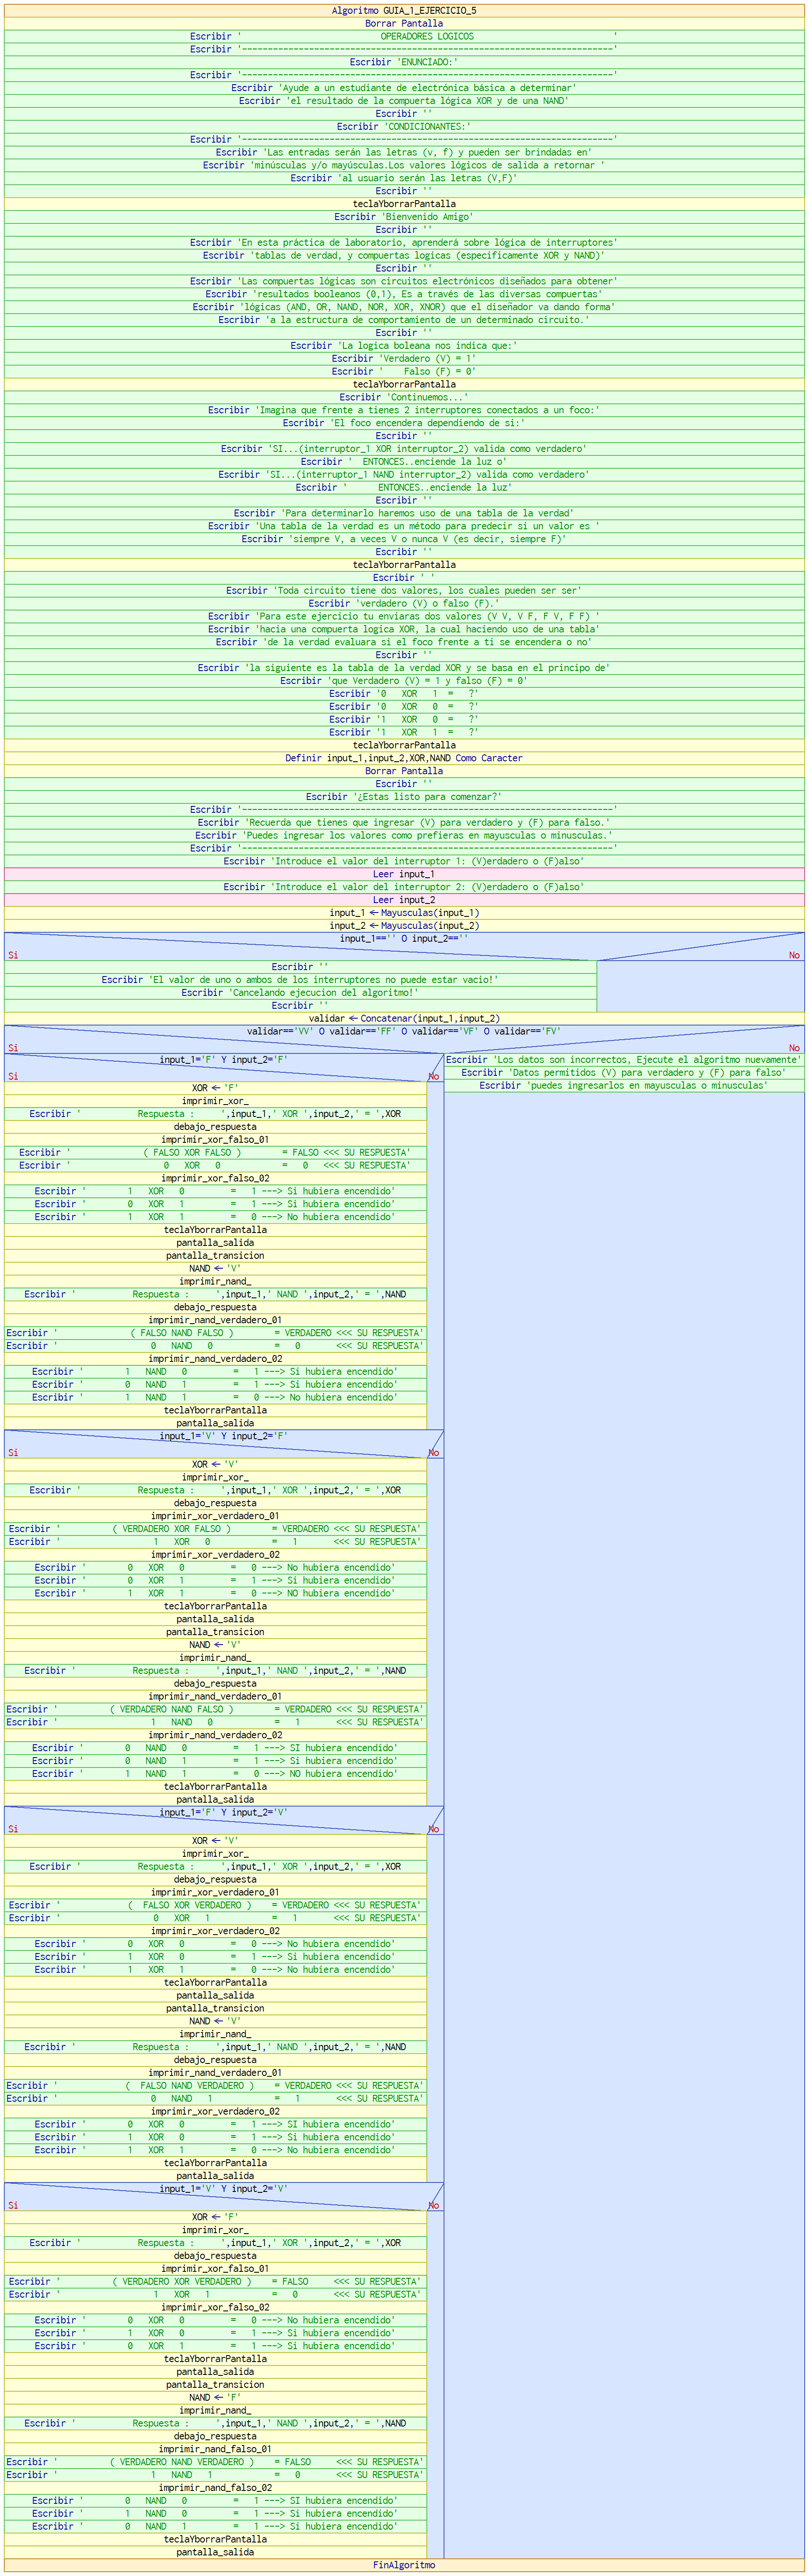 Algoritmo GUIA_1_EJERCICIO_5
Borrar Pantalla
Escribir '                           OPERADORES LOGICOS                           '
Escribir '------------------------------------------------------------------------'
Escribir 'ENUNCIADO:'
Escribir '------------------------------------------------------------------------'
Escribir 'Ayude a un estudiante de electrónica básica a determinar'
Escribir 'el resultado de la compuerta lógica XOR y de una NAND'
Escribir ''
Escribir 'CONDICIONANTES:'
Escribir '------------------------------------------------------------------------'
Escribir 'Las entradas serán las letras (v, f) y pueden ser brindadas en'
Escribir 'minúsculas y/o mayúsculas.Los valores lógicos de salida a retornar '
Escribir 'al usuario serán las letras (V,F)'
Escribir ''
teclaYborrarPantalla
Escribir 'Bienvenido Amigo'
Escribir ''
Escribir 'En esta práctica de laboratorio, aprenderá sobre lógica de interruptores'
Escribir 'tablas de verdad, y compuertas logicas (específicamente XOR y NAND)'
Escribir ''
Escribir 'Las compuertas lógicas son circuitos electrónicos diseñados para obtener'
Escribir 'resultados booleanos (0,1), Es a través de las diversas compuertas'
Escribir 'lógicas (AND, OR, NAND, NOR, XOR, XNOR) que el diseñador va dando forma'
Escribir 'a la estructura de comportamiento de un determinado circuito.'
Escribir ''
Escribir 'La logica boleana nos indica que:'
Escribir 'Verdadero (V) = 1'
Escribir '    Falso (F) = 0'
teclaYborrarPantalla
Escribir 'Continuemos...'
Escribir 'Imagina que frente a tienes 2 interruptores conectados a un foco:'
Escribir 'El foco encendera dependiendo de si:'
Escribir ''
Escribir 'SI...(interruptor_1 XOR interruptor_2) valida como verdadero'
Escribir '  ENTONCES..enciende la luz o'
Escribir 'SI...(interruptor_1 NAND interruptor_2) valida como verdadero'
Escribir '      ENTONCES..enciende la luz'
Escribir ''
Escribir 'Para determinarlo haremos uso de una tabla de la verdad'
Escribir 'Una tabla de la verdad es un método para predecir si un valor es '
Escribir 'siempre V, a veces V o nunca V (es decir, siempre F)'
Escribir ''
teclaYborrarPantalla
Escribir ' '
Escribir 'Toda circuito tiene dos valores, los cuales pueden ser ser'
Escribir 'verdadero (V) o falso (F).'
Escribir 'Para este ejercicio tu enviaras dos valores (V V, V F, F V, F F) '
Escribir 'hacia una compuerta logica XOR, la cual haciendo uso de una tabla'
Escribir 'de la verdad evaluara si el foco frente a ti se encendera o no'
Escribir ''
Escribir 'la siguiente es la tabla de la verdad XOR y se basa en el principo de'
Escribir 'que Verdadero (V) = 1 y falso (F) = 0'
Escribir '0   XOR   1  =   ?'
Escribir '0   XOR   0  =   ?'
Escribir '1   XOR   0  =   ?'
Escribir '1   XOR   1  =   ?'
teclaYborrarPantalla
Definir input_1,input_2,XOR,NAND Como Caracter
Borrar Pantalla
Escribir ''
Escribir '¿Estas listo para comenzar?'
Escribir '------------------------------------------------------------------------'
Escribir 'Recuerda que tienes que ingresar (V) para verdadero y (F) para falso.'
Escribir 'Puedes ingresar los valores como prefieras en mayusculas o minusculas.'
Escribir '------------------------------------------------------------------------'
Escribir 'Introduce el valor del interruptor 1: (V)erdadero o (F)also'
Leer input_1
Escribir 'Introduce el valor del interruptor 2: (V)erdadero o (F)also'
Leer input_2
input_1 ← Mayusculas(input_1)
input_2 ← Mayusculas(input_2)
input_1=='' O input_2==''
Si No
Escribir ''
Escribir 'El valor de uno o ambos de los interruptores no puede estar vacio!'
Escribir 'Cancelando ejecucion del algoritmo!'
Escribir ''
validar ← Concatenar(input_1,input_2)
validar=='VV' O validar=='FF' O validar=='VF' O validar=='FV'
Si No
input_1='F' Y input_2='F'
Si No
Escribir 'Los datos son incorrectos, Ejecute el algoritmo nuevamente'
Escribir 'Datos permitidos (V) para verdadero y (F) para falso'
Escribir 'puedes ingresarlos en mayusculas o minusculas'
XOR ← 'F'
imprimir_xor_
Escribir '           Respuesta :     ',input_1,' XOR ',input_2,' = ',XOR
debajo_respuesta
imprimir_xor_falso_01
Escribir '              ( FALSO XOR FALSO )        = FALSO <<< SU RESPUESTA'
Escribir '                  0   XOR   0            =   0   <<< SU RESPUESTA'
imprimir_xor_falso_02
Escribir '        1   XOR   0         =   1 ---> Si hubiera encendido'
Escribir '        0   XOR   1         =   1 ---> Si hubiera encendido'
Escribir '        1   XOR   1         =   0 ---> No hubiera encendido'
teclaYborrarPantalla
pantalla_salida
pantalla_transicion
NAND ← 'V'
imprimir_nand_
Escribir '           Respuesta :     ',input_1,' NAND ',input_2,' = ',NAND
debajo_respuesta
imprimir_nand_verdadero_01
Escribir '              ( FALSO NAND FALSO )        = VERDADERO <<< SU RESPUESTA'
Escribir '                  0   NAND   0            =   0       <<< SU RESPUESTA'
imprimir_nand_verdadero_02
Escribir '        1   NAND   0         =   1 ---> Si hubiera encendido'
Escribir '        0   NAND   1         =   1 ---> Si hubiera encendido'
Escribir '        1   NAND   1         =   0 ---> No hubiera encendido'
teclaYborrarPantalla
pantalla_salida
input_1='V' Y input_2='F'
Si No
XOR ← 'V'
imprimir_xor_
Escribir '           Respuesta :     ',input_1,' XOR ',input_2,' = ',XOR
debajo_respuesta
imprimir_xor_verdadero_01
Escribir '          ( VERDADERO XOR FALSO )        = VERDADERO <<< SU RESPUESTA'
Escribir '                  1   XOR   0          =   1       <<< SU RESPUESTA'
imprimir_xor_verdadero_02
Escribir '        0   XOR   0         =   0 ---> No hubiera encendido'
Escribir '        0   XOR   1         =   1 ---> Si hubiera encendido'
Escribir '        1   XOR   1         =   0 ---> NO hubiera encendido'
teclaYborrarPantalla
pantalla_salida
pantalla_transicion
NAND ← 'V'
imprimir_nand_
Escribir '           Respuesta :     ',input_1,' NAND ',input_2,' = ',NAND
debajo_respuesta
imprimir_nand_verdadero_01
Escribir '          ( VERDADERO NAND FALSO )        = VERDADERO <<< SU RESPUESTA'
Escribir '                  1   NAND   0            =   1       <<< SU RESPUESTA'
imprimir_nand_verdadero_02
Escribir '        0   NAND   0         =   1 ---> SI hubiera encendido'
Escribir '        0   NAND   1         =   1 ---> Si hubiera encendido'
Escribir '        1   NAND   1         =   0 ---> NO hubiera encendido'
teclaYborrarPantalla
pantalla_salida
input_1='F' Y input_2='V'
Si No
XOR ← 'V'
imprimir_xor_
Escribir '           Respuesta :     ',input_1,' XOR ',input_2,' = ',XOR
debajo_respuesta
imprimir_xor_verdadero_01
Escribir '             (  FALSO XOR VERDADERO )    = VERDADERO <<< SU RESPUESTA'
Escribir '                  0   XOR   1          =   1       <<< SU RESPUESTA'
imprimir_xor_verdadero_02
Escribir '        0   XOR   0         =   0 ---> No hubiera encendido'
Escribir '        1   XOR   0         =   1 ---> Si hubiera encendido'
Escribir '        1   XOR   1         =   0 ---> No hubiera encendido'
teclaYborrarPantalla
pantalla_salida
pantalla_transicion
NAND ← 'V'
imprimir_nand_
Escribir '           Respuesta :     ',input_1,' NAND ',input_2,' = ',NAND
debajo_respuesta
imprimir_nand_verdadero_01
Escribir '             (  FALSO NAND VERDADERO )    = VERDADERO <<< SU RESPUESTA'
Escribir '                  0   NAND   1          =   1       <<< SU RESPUESTA'
imprimir_xor_verdadero_02
Escribir '        0   XOR   0         =   1 ---> SI hubiera encendido'
Escribir '        1   XOR   0         =   1 ---> Si hubiera encendido'
Escribir '        1   XOR   1         =   0 ---> No hubiera encendido'
teclaYborrarPantalla
pantalla_salida
input_1='V' Y input_2='V'
Si No
XOR ← 'F'
imprimir_xor_
Escribir '           Respuesta :     ',input_1,' XOR ',input_2,' = ',XOR
debajo_respuesta
imprimir_xor_falso_01
Escribir '          ( VERDADERO XOR VERDADERO )    = FALSO     <<< SU RESPUESTA'
Escribir '                  1   XOR   1          =   0       <<< SU RESPUESTA'
imprimir_xor_falso_02
Escribir '        0   XOR   0         =   0 ---> No hubiera encendido'
Escribir '        1   XOR   0         =   1 ---> Si hubiera encendido'
Escribir '        0   XOR   1         =   1 ---> Si hubiera encendido'
teclaYborrarPantalla
pantalla_salida
pantalla_transicion
NAND ← 'F'
imprimir_nand_
Escribir '           Respuesta :     ',input_1,' NAND ',input_2,' = ',NAND
debajo_respuesta
imprimir_nand_falso_01
Escribir '          ( VERDADERO NAND VERDADERO )    = FALSO     <<< SU RESPUESTA'
Escribir '                  1   NAND   1          =   0       <<< SU RESPUESTA'
imprimir_nand_falso_02
Escribir '        0   NAND   0         =   1 ---> SI hubiera encendido'
Escribir '        1   NAND   0         =   1 ---> Si hubiera encendido'
Escribir '        0   NAND   1         =   1 ---> Si hubiera encendido'
teclaYborrarPantalla
pantalla_salida
FinAlgoritmo